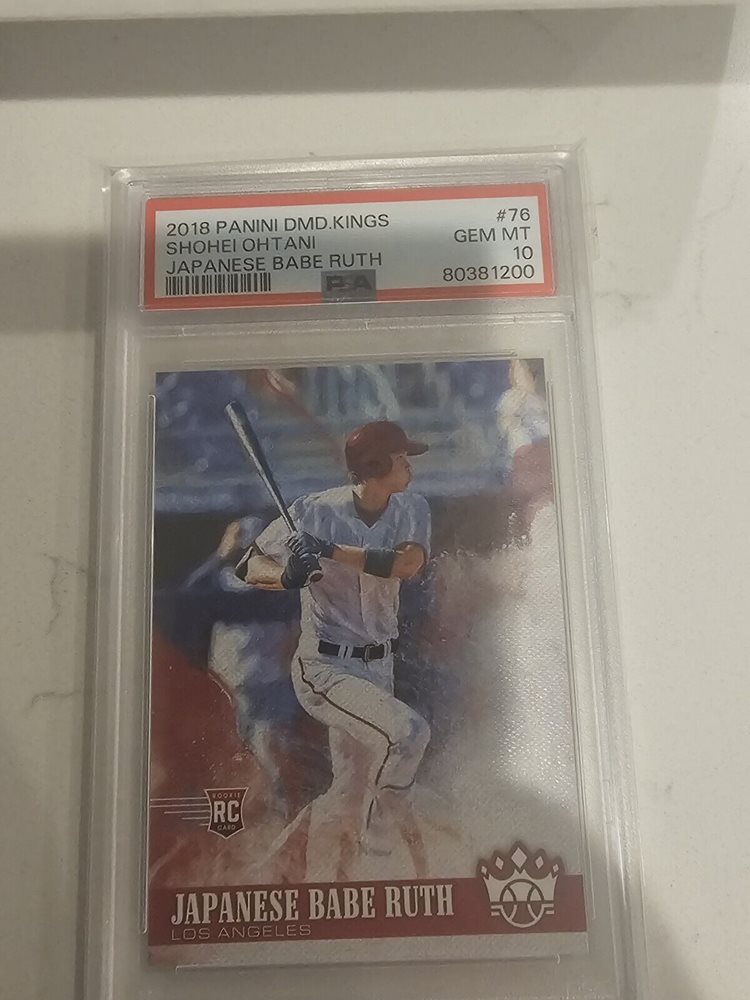 2018 PANINI DMD.KINGS #76
SHOHEI OHTANI GEM MT
JAPANESE BABE RUTH 10
80381200
PSA
ROOKIE
RC
CARD
JAPANESE BABE RUTH
LOS ANGELES